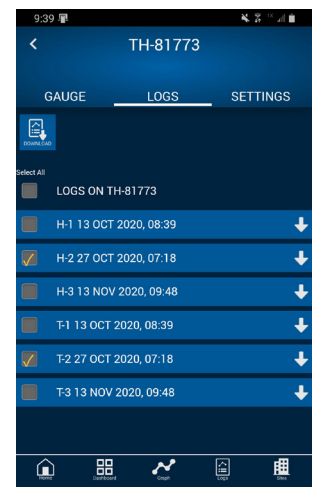 9:39
TH-81773
GAUGE LOGS SETTINGS
DOWNLOAD
Select All
LOGS ON TH-81773
H-1 13 OCT 2020, 08:39
H-2 27 OCT 2020, 07:18
H-3 13 NOV 2020, 09:48
T-1 13 OCT 2020, 08:39
T-2 27 OCT 2020, 07:18
T-3 13 NOV 2020, 09:48
Home Dashboard Graph Logs Sites